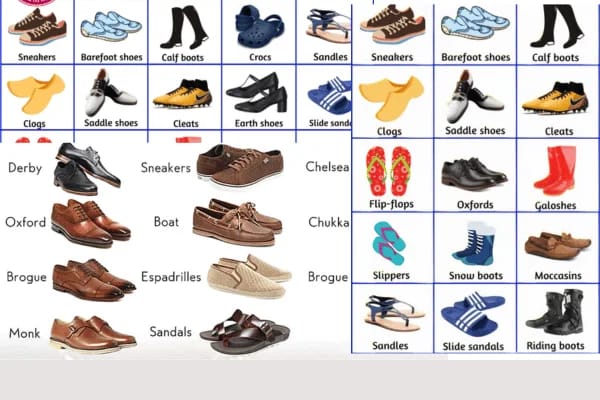 Sneakers
Barefoot shoes
Calf boots
Crocs
Sandles
Clogs
Saddle shoes
Cleats
Earth shoes
Slide sanda
Derby
Sneakers
Chelsea
Oxford
Boat
Chukka
Brogue
Espadrilles
Brogue
Monk
Sandals
Sneakers
Barefoot shoes
Calf boots
Clogs
Saddle shoes
Cleats
Flip-flops
Oxfords
Galoshes
Slippers
Snow boots
Moccasins
Sandles
Slide sandals
Riding boots